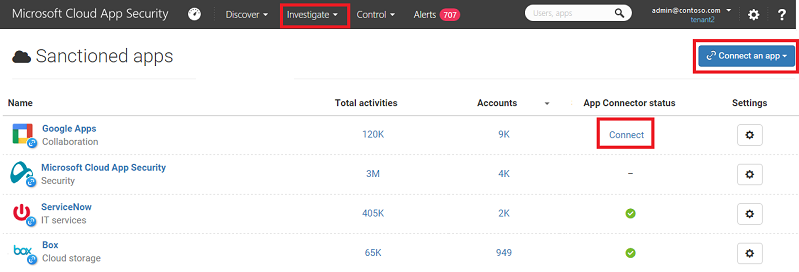 Microsoft Cloud App Security Discover Investigate Control Alerts 707 Users, apps admin@contoso.com ?
tenant2
Sanctioned apps Connect an app
Name Total activities Accounts App Connector status Settings
Google Apps 120K 9K Connect
Collaboration
Microsoft Cloud App Security 3M 4K –
Security
ServiceNow 405K 2K
IT services
box Box 65K 949
Cloud storage